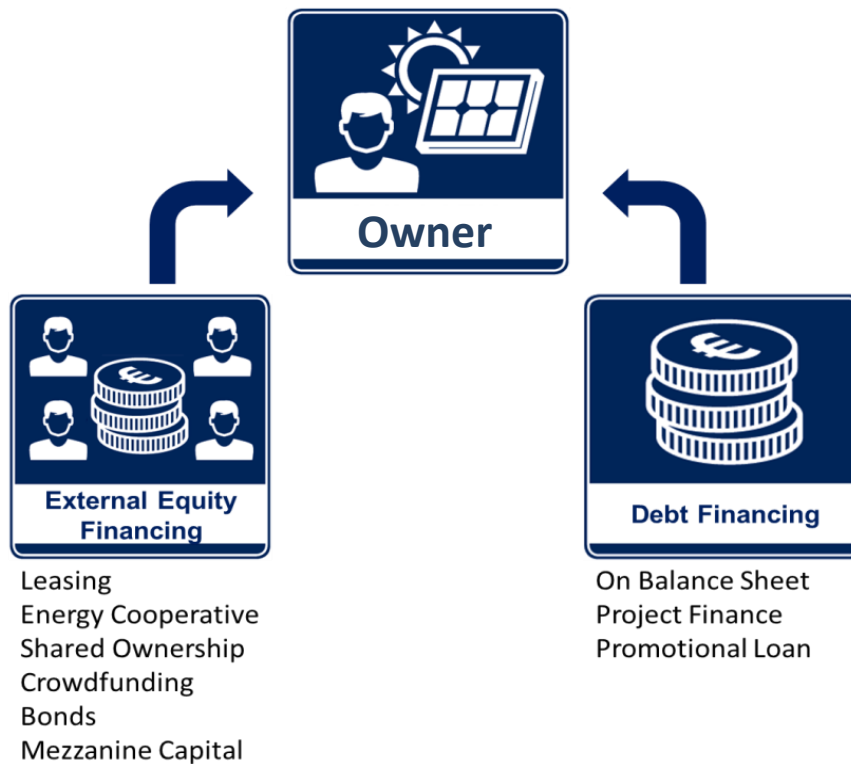 Owner
External Equity
Financing
Leasing
Energy Cooperative
Shared Ownership
Crowdfunding
Bonds
Mezzanine Capital
Debt Financing
On Balance Sheet
Project Finance
Promotional Loan